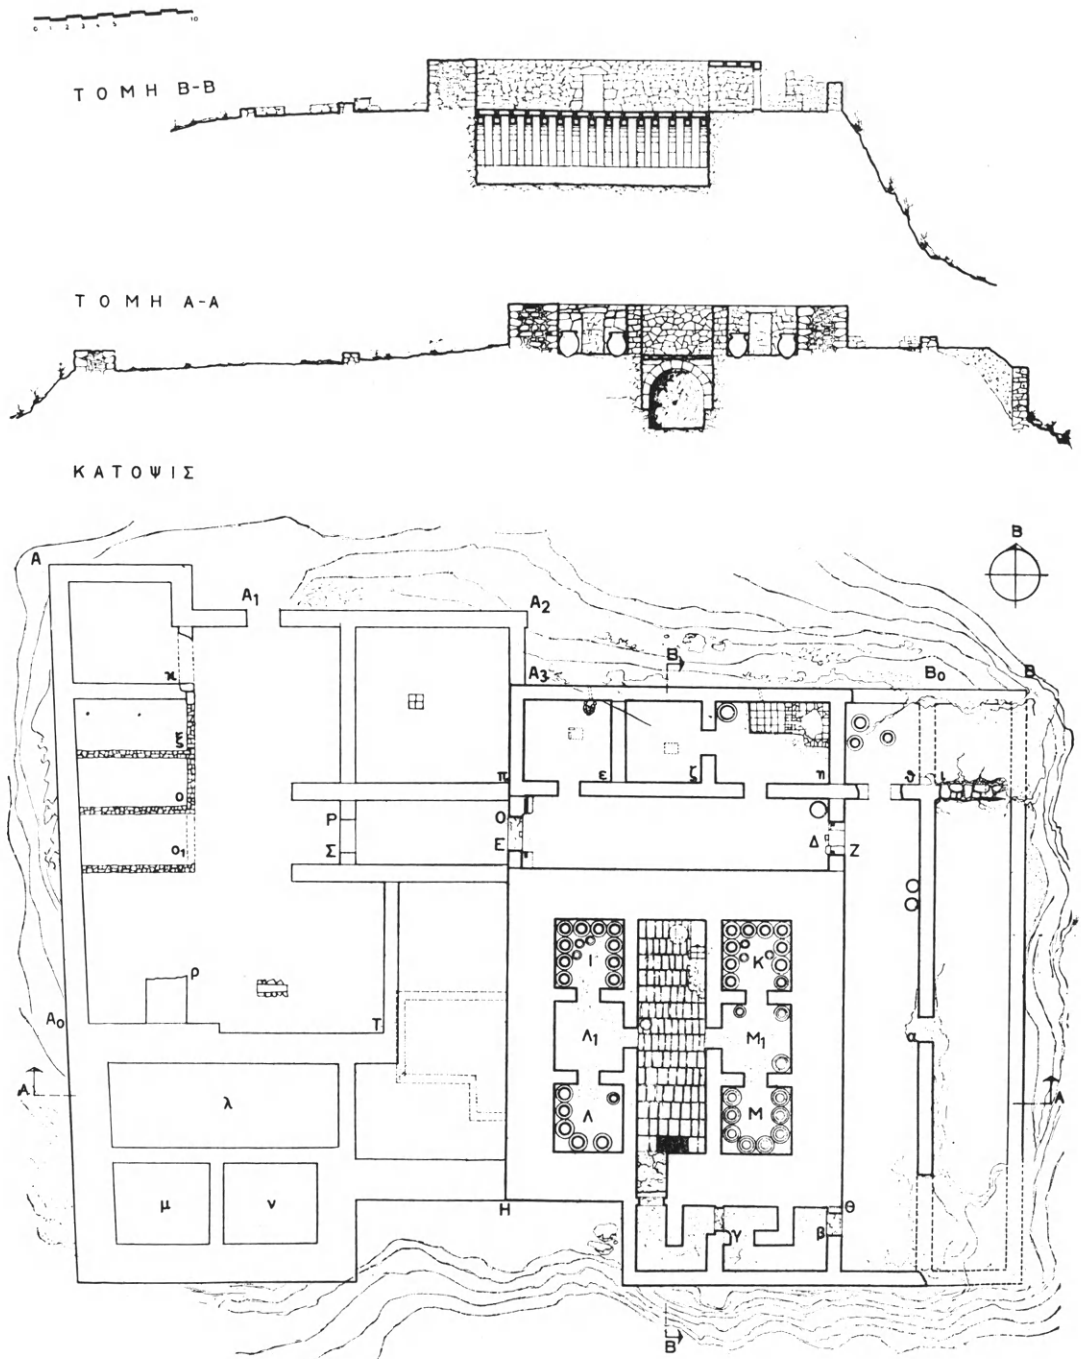 0 1 2 3 4 5 10
ΤΟΜΗ Β-Β
ΤΟΜΗ Α-Α
ΚΑΤΟΨΙΣ
Β
Α
Α1
Α2
Β
Α3
Β0
Β
κ
ξ
π
ε
ζ
η
θ
ι
ο
Ρ
Ο
Σ
Ε
Δ
Ζ
ο1
Ι
Κ
ρ
Α0
Τ
Λ1
Μ1
α
Α
λ
Λ
Μ
Α
μ
ν
Η
γ
β
Θ
Β